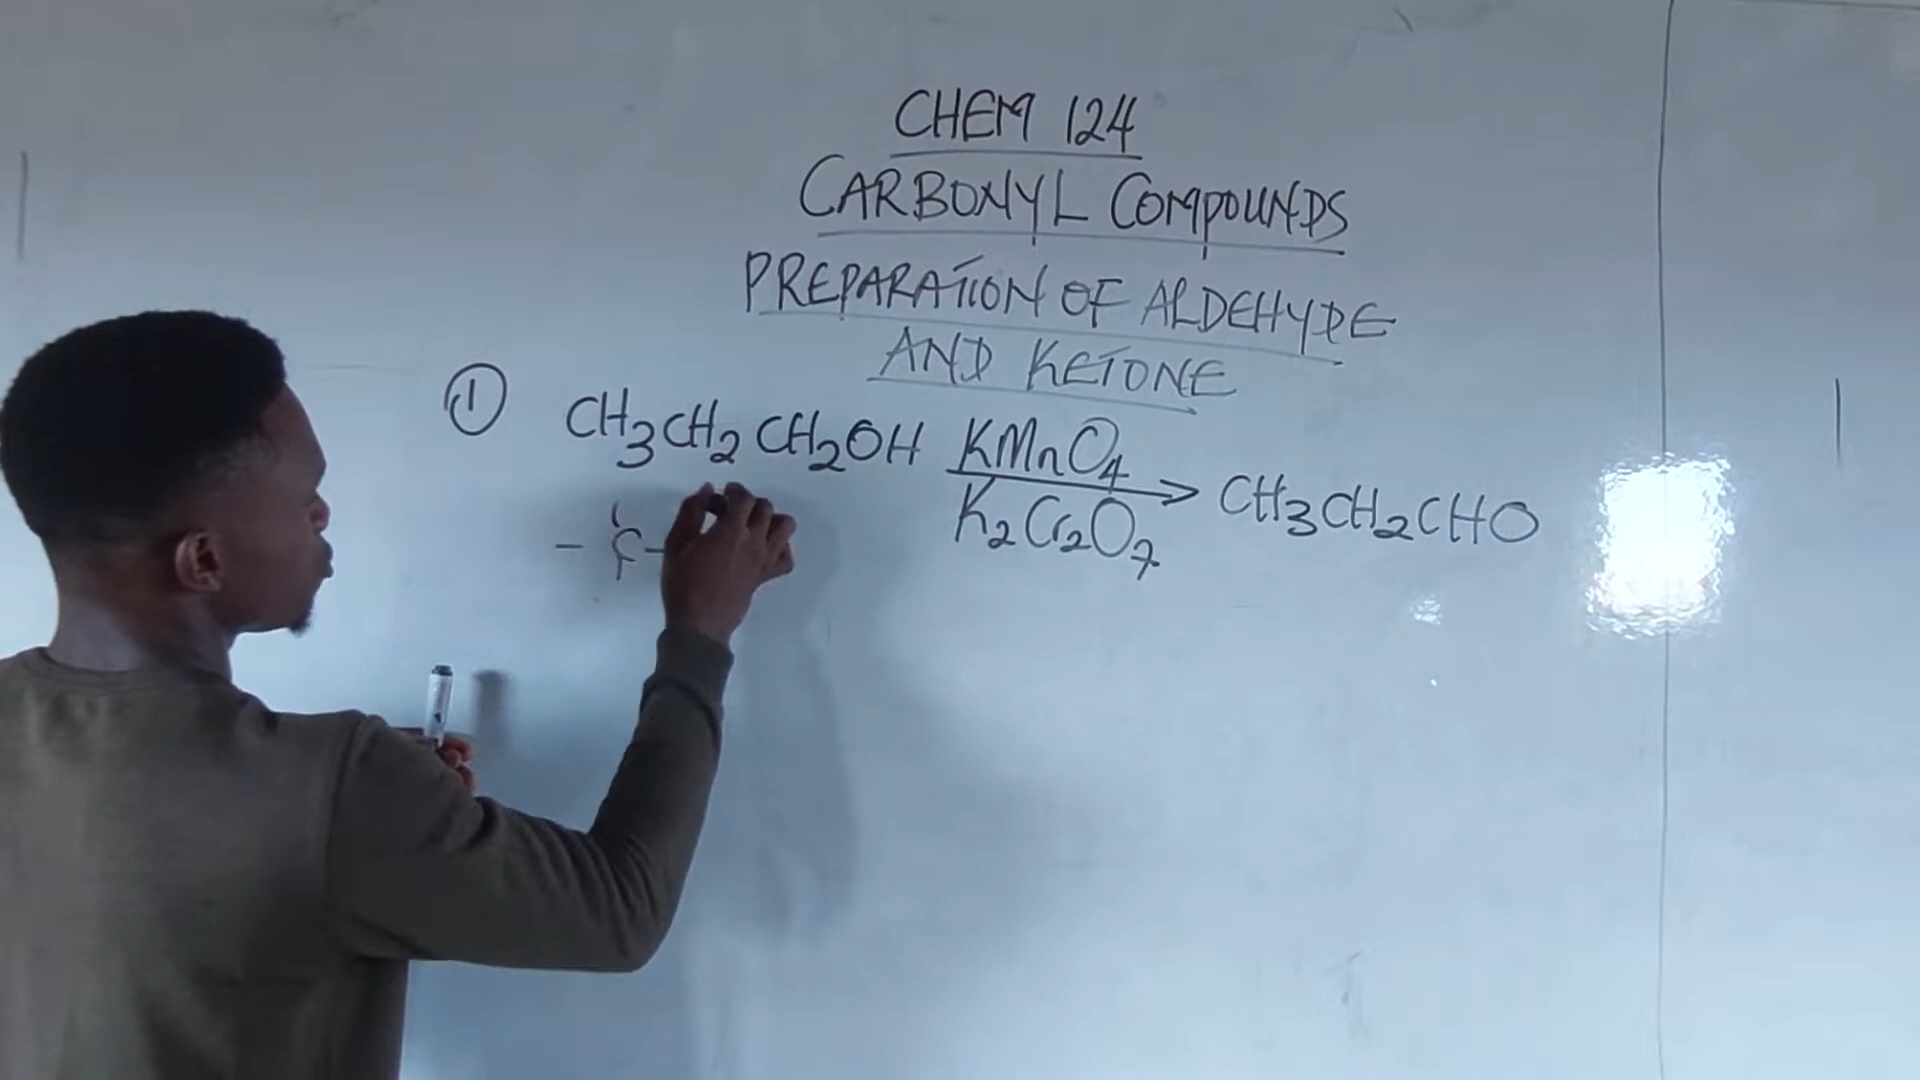 CHEM 124
CARBONYL COMPOUNDS
PREPARATION OF ALDEHYDE
AND KETONE
① CH3CH2CH2OH KMnO4 / K2Cr2O7 → CH3CH2CHO
- C -